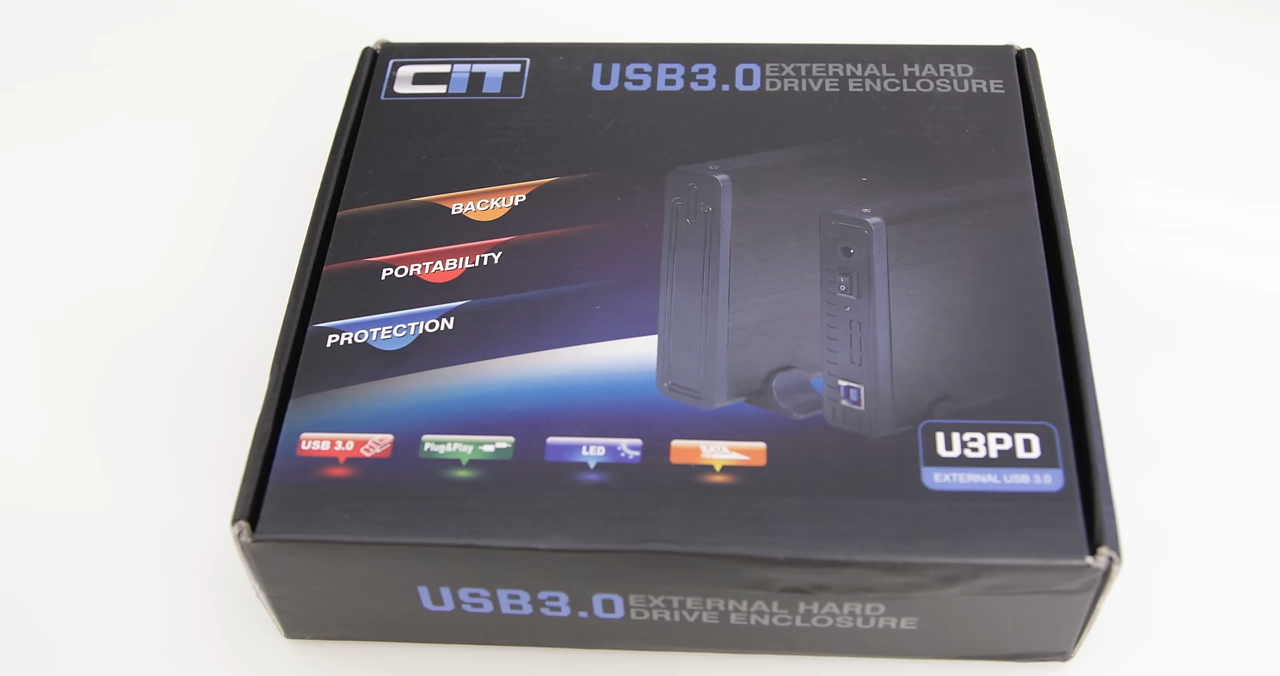 CiT
USB3.0 EXTERNAL HARD
DRIVE ENCLOSURE
BACKUP
PORTABILITY
PROTECTION
USB 3.0
Plug&Play
LED
SATA
U3PD
EXTERNAL USB 3.0
USB3.0 EXTERNAL HARD
DRIVE ENCLOSURE